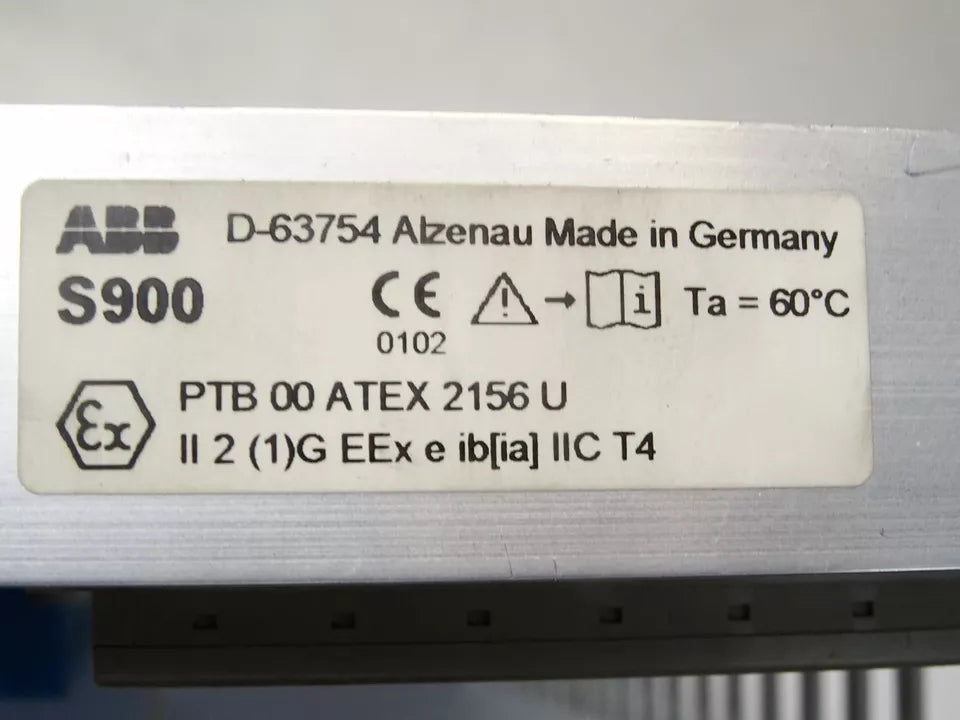 ABB D-63754 Alzenau Made in Germany
S900 CE i Ta = 60°C
0102
Ex PTB 00 ATEX 2156 U
II 2 (1)G EEx e ib[ia] IIC T4